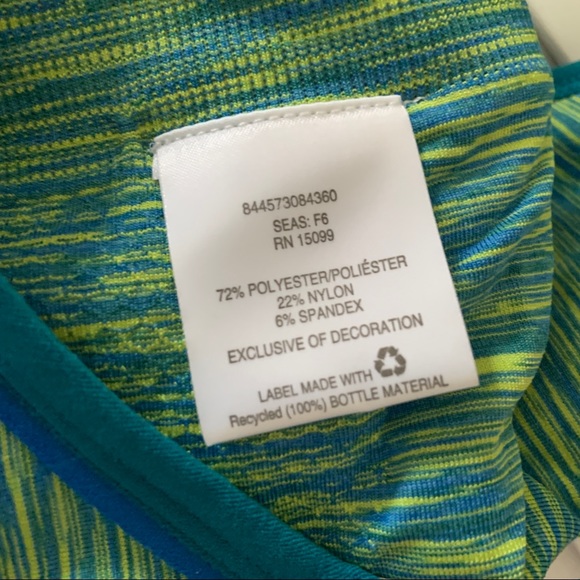 844573084360
SEAS: F6
RN 15099
72% POLYESTER/POLIÉSTER
22% NYLON
6% SPANDEX
EXCLUSIVE OF DECORATION
LABEL MADE WITH
Recycled (100%) BOTTLE MATERIAL